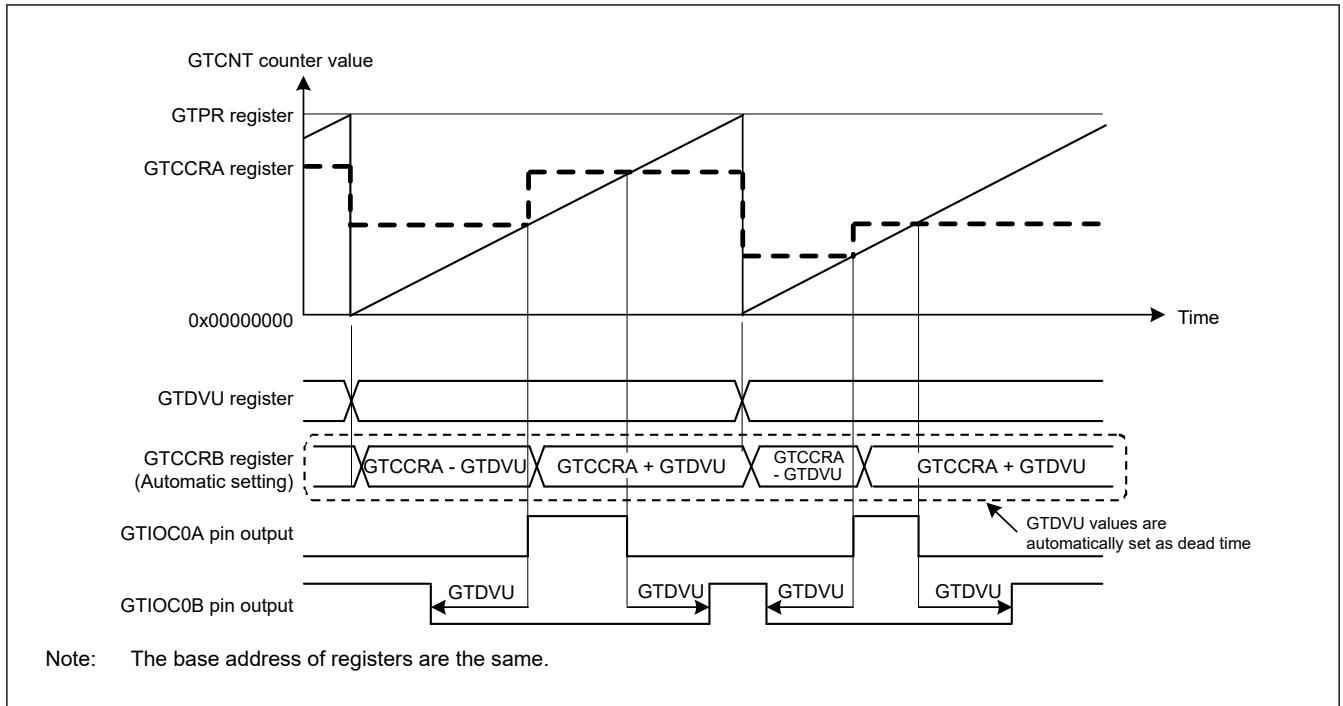 GTCNT counter value
GTPR register
GTCCRA register
0x00000000
Time
GTDVU register
GTCCRB register
(Automatic setting)
GTCCRA - GTDVU
GTCCRA + GTDVU
GTCCRA
- GTDVU
GTCCRA + GTDVU
GTDVU values are
automatically set as dead time
GTIOC0A pin output
GTIOC0B pin output
GTDVU
GTDVU
GTDVU
GTDVU
Note: The base address of registers are the same.